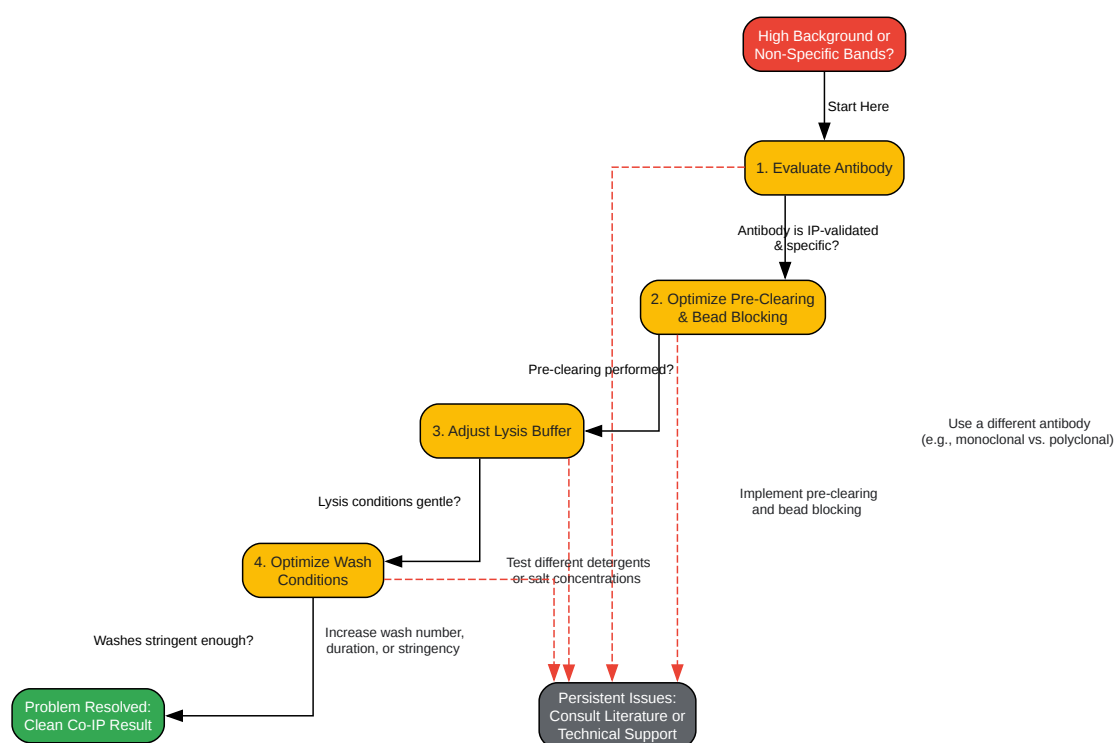 High Background or
Non-Specific Bands?
Start Here
1. Evaluate Antibody
Antibody is IP-validated
& specific?
2. Optimize Pre-Clearing
& Bead Blocking
Pre-clearing performed?
3. Adjust Lysis Buffer
Use a different antibody
(e.g., monoclonal vs. polyclonal)
Lysis conditions gentle?
Implement pre-clearing
and bead blocking
4. Optimize Wash
Conditions
Test different detergents
or salt concentrations
Washes stringent enough?
Increase wash number,
duration, or stringency
Problem Resolved:
Clean Co-IP Result
Persistent Issues:
Consult Literature or
Technical Support